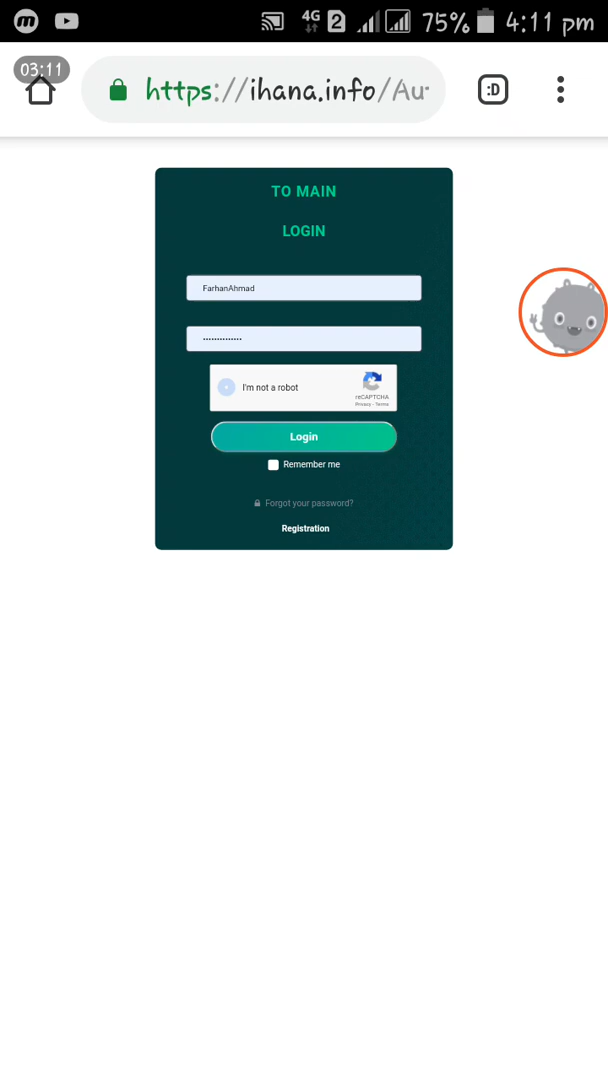 4G 2 75% 4:11 pm
03:11
https://ihana.info/Au
:D
TO MAIN
LOGIN
FarhanAhmad
I'm not a robot
reCAPTCHA
Privacy - Terms
Login
Remember me
Forgot your password?
Registration